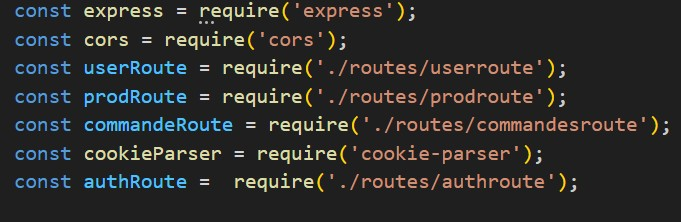 const express = require('express');
const cors = require('cors');
const userRoute = require('./routes/userroute');
const prodRoute = require('./routes/prodroute');
const commandeRoute = require('./routes/commandesroute');
const cookieParser = require('cookie-parser');
const authRoute =  require('./routes/authroute');